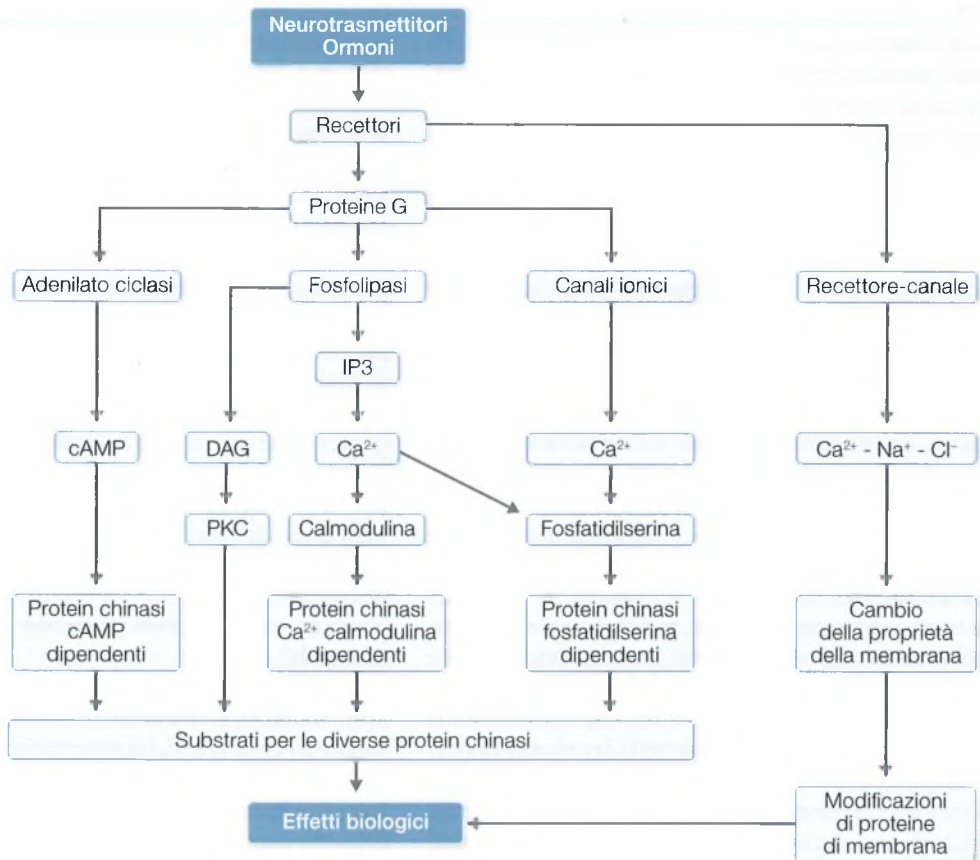 Neurotrasmettitori
Ormoni
Recettori
Proteine G
Adenilato ciclasi
Fosfolipasi
Canali ionici
Recettore-canale
IP3
cAMP
DAG
Ca²⁺
Ca²⁺
Ca²⁺ - Na⁺ - Cl⁻
PKC
Calmodulina
Fosfatidilserina
Protein chinasi
cAMP
dipendenti
Protein chinasi
Ca²⁺ calmodulina
dipendenti
Protein chinasi
fosfatidilserina
dipendenti
Cambio
della proprietà
della membrana
Substrati per le diverse protein chinasi
Effetti biologici
Modificazioni
di proteine
di membrana